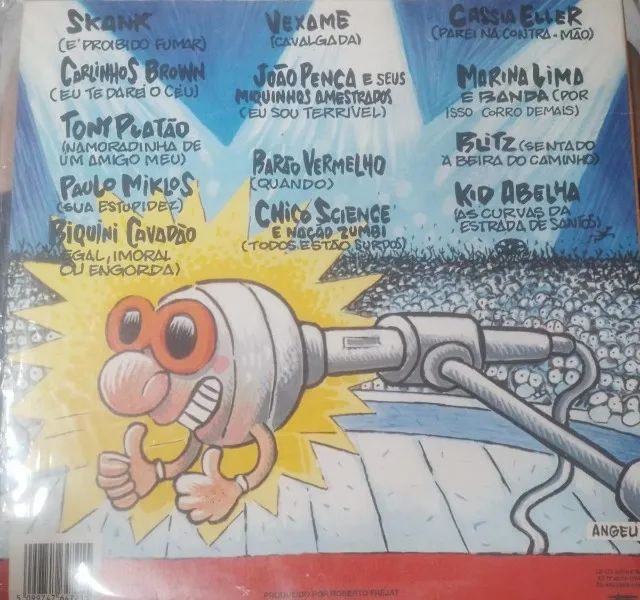 SKANK
(E' PROIBIDO FUMAR)
CARLINHOS BROWN
(EU TE DAREI O CÉU)
TONY PLATÃO
(NAMORADINHA DE
UM AMIGO MEU)
PAULO MIKLOS
(SUA ESTUPIDEZ)
BIQUINI CAVADÃO
EGAL, IMORAL
OU ENGORDA)
VEXAME
(CAVALGADA)
JOÃO PENCA E SEUS
MIQUINHOS AMESTRADOS
(EU SOU TERRÍVEL)
BARÃO VERMELHO
(QUANDO)
CHICO SCIENCE
E NAÇÃO ZUMBI
(TODOS ESTÃO SURDOS)
CASSIA ELLER
(PAREI NA CONTRA-MÃO)
MARINA LIMA
E BANDA (POR
ISSO CORRO DEMAIS)
BLITZ (SENTADO
À BEIRA DO CAMINHO)
KID ABELHA
(AS CURVAS DA
ESTRADA DE SANTOS)
ANGELI
PRODUZIDO POR ROBERTO FREJAT